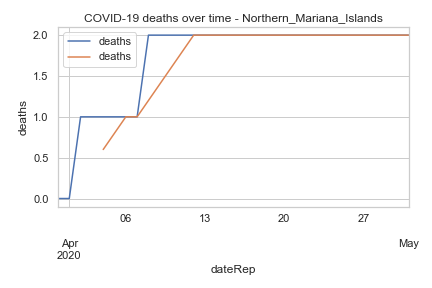 COVID-19 deaths over time - Northern_Mariana_Islands
deaths
deaths
deaths
2.0
1.5
1.0
0.5
0.0
06
13
20
27
Apr
2020
May
dateRep